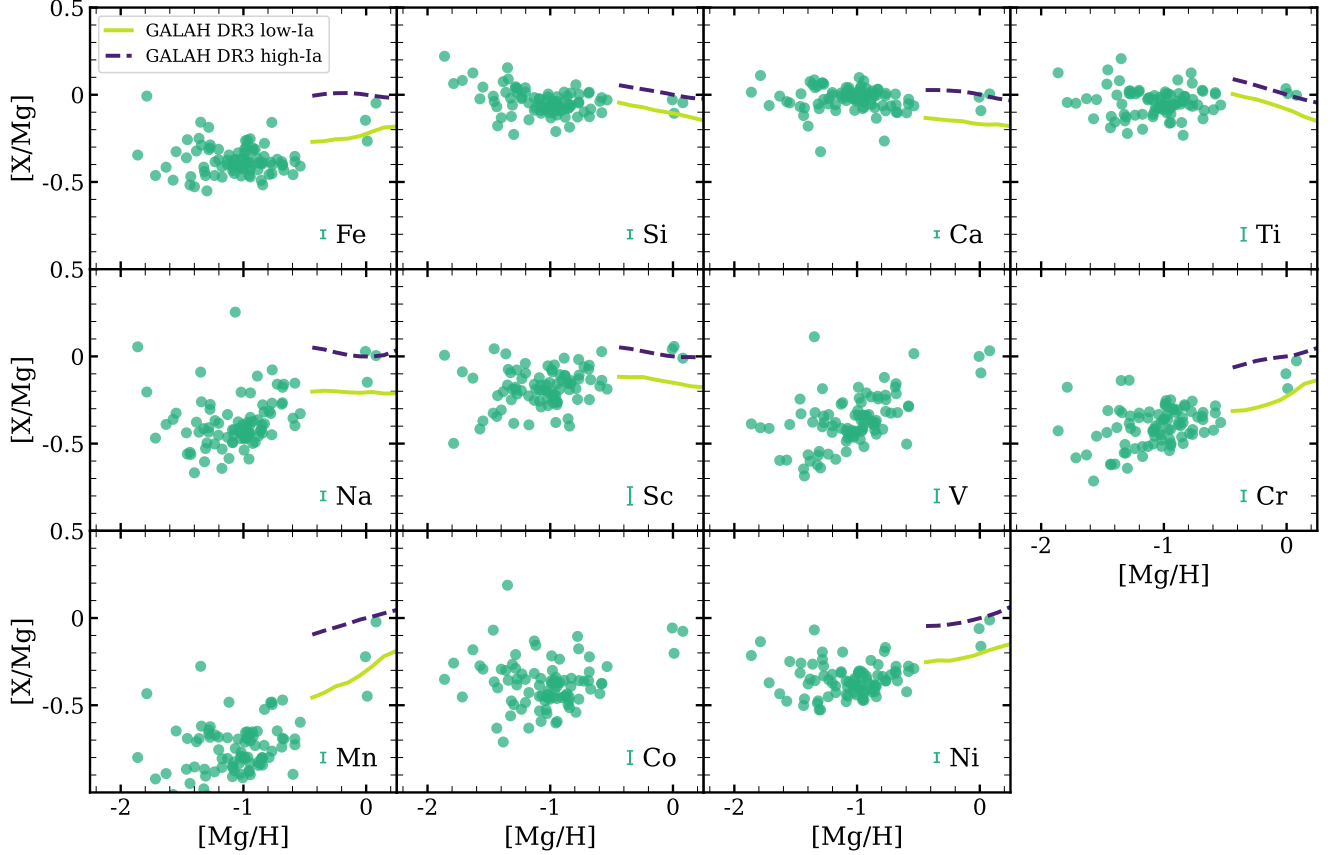 0.5
GALAH DR3 low-Ia
GALAH DR3 high-Ia
0
[X/Mg]
-0.5
Fe
Si
Ca
Ti
0.5
0
[X/Mg]
-0.5
Na
Sc
V
Cr
0.5
-2 -1 0
[Mg/H]
0
[X/Mg]
-0.5
Mn
Co
Ni
-2 -1 0 -2 -1 0 -2 -1 0
[Mg/H] [Mg/H] [Mg/H]